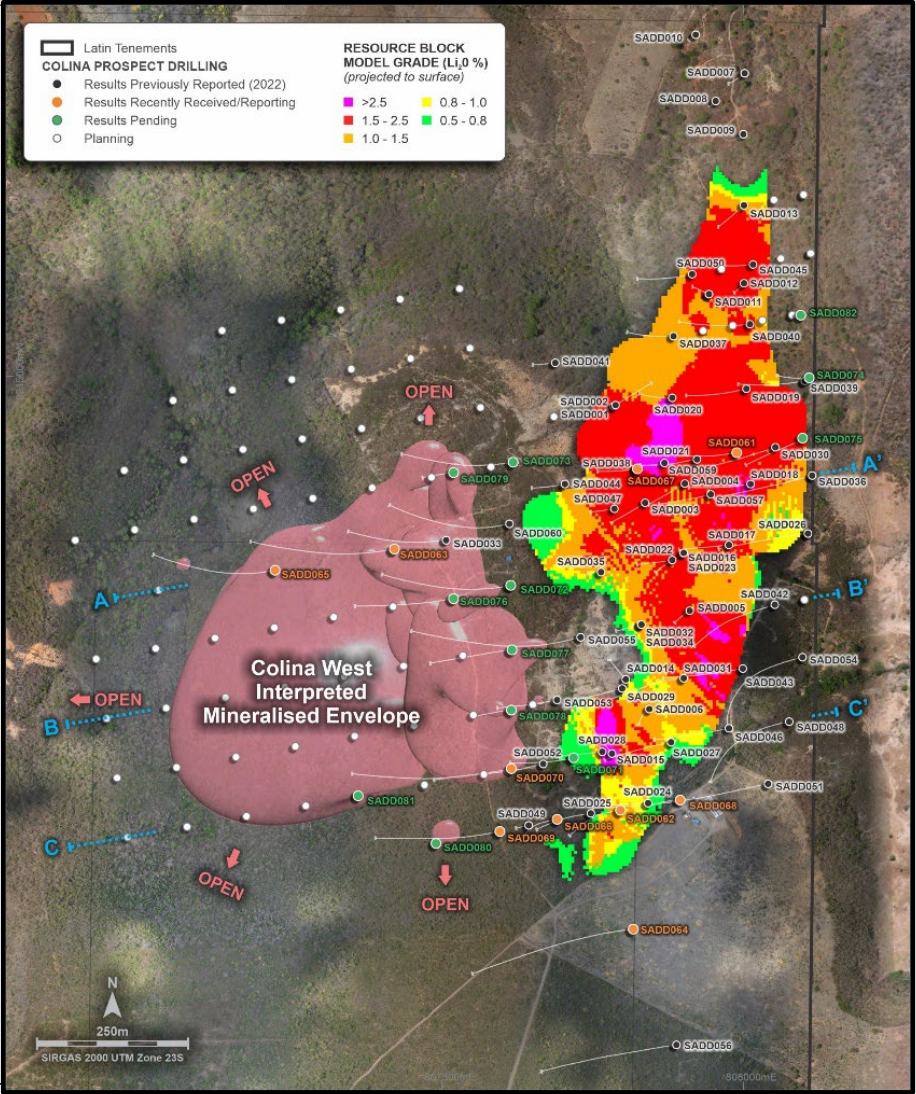 Latin Tenements
COLINA PROSPECT DRILLING
Results Previously Reported (2022)
Results Recently Received/Reporting
Results Pending
Planning
RESOURCE BLOCK
MODEL GRADE (Li₂0 %)
(projected to surface)
>2.5
0.8 - 1.0
1.5 - 2.5
0.5 - 0.8
1.0 - 1.5
SADD010
SADD007
SADD008
SADD009
SADD013
SADD050
SADD045
SADD012
SADD011
SADD082
SADD040
SADD037
SADD041
SADD074
SADD039
SADD019
SADD002
SADD020
SADD001
OPEN
SADD061
SADD075
SADD030
SADD021
SADD038
SADD059
SADD073
SADD079
SADD067
SADD004
SADD018
A'
SADD036
OPEN
SADD044
SADD047
SADD057
SADD003
SADD026
SADD060
SADD033
SADD017
SADD063
SADD022
SADD016
SADD023
SADD065
SADD035
SADD072
SADD042
B'
A
SADD076
SADD005
SADD032
SADD034
SADD055
SADD077
SADD054
Colina West
Interpreted
Mineralised Envelope
SADD014
SADD031
SADD043
OPEN
SADD053
SADD029
SADD006
SADD078
C'
B
SADD048
SADD046
SADD028
SADD027
SADD052
SADD015
SADD070
SADD071
SADD051
SADD081
SADD024
SADD025
SADD068
SADD049
SADD062
SADD066
SADD069
C
SADD080
OPEN
OPEN
SADD064
N
250m
SIRGAS 2000 UTM Zone 23S
SADD056
806000mE